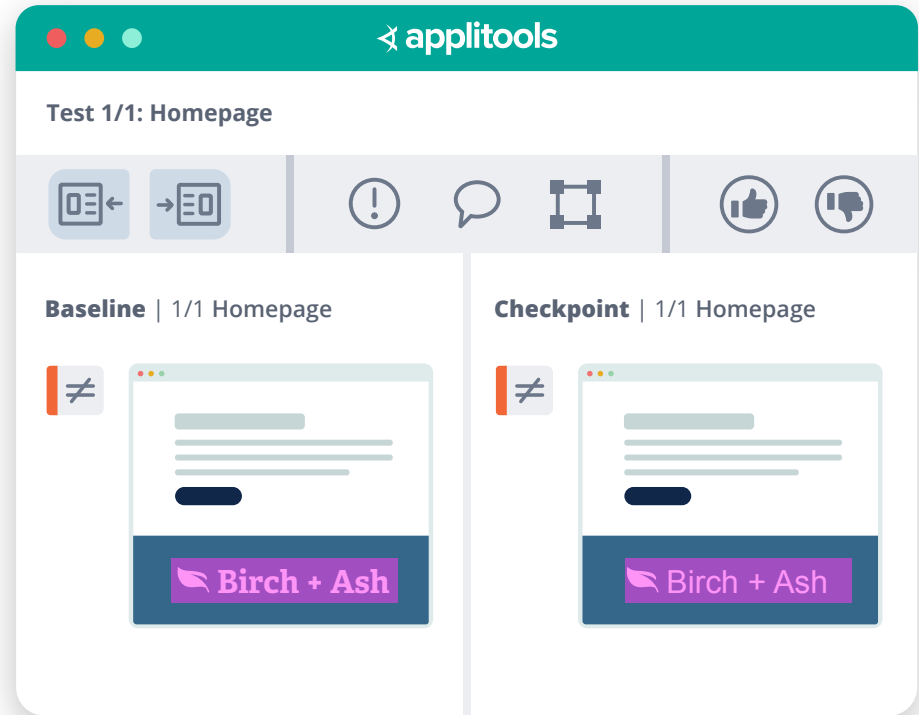 applitools
Test 1/1: Homepage
Baseline | 1/1 Homepage
Checkpoint | 1/1 Homepage
Birch + Ash
Birch + Ash